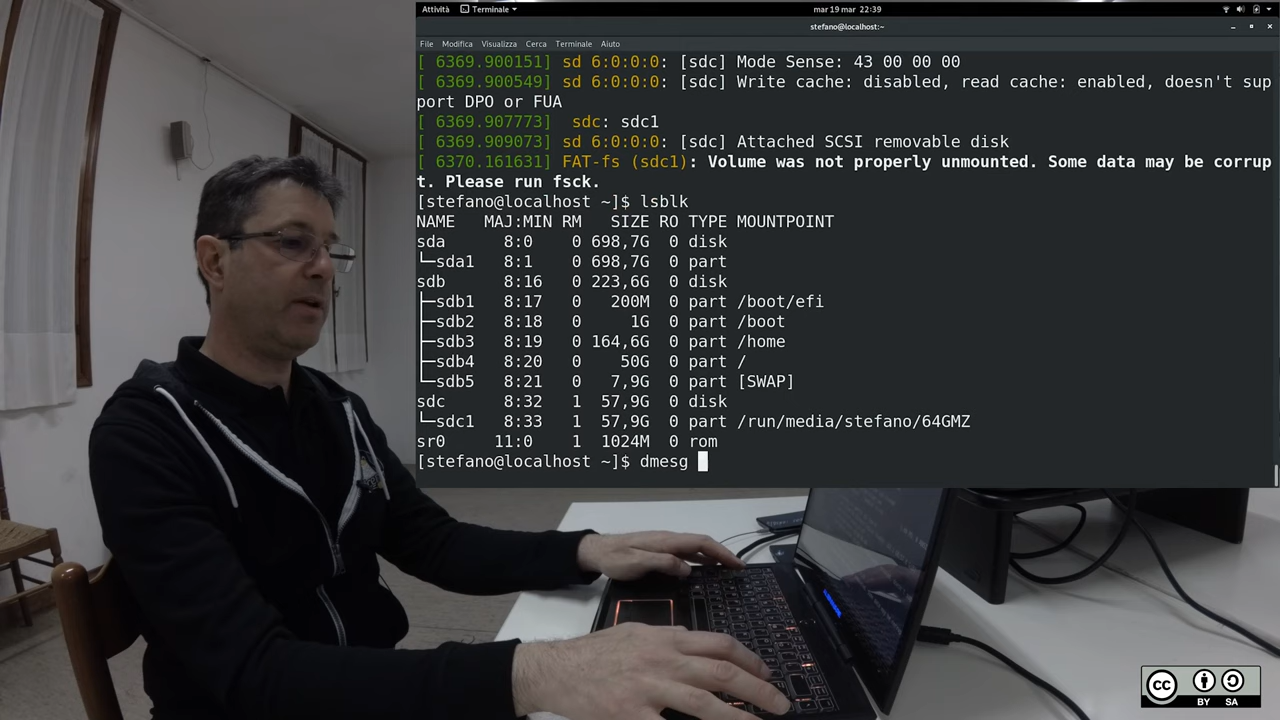 Attività Terminale mar 19 mar 22:39
stefano@localhost:~
File Modifica Visualizza Cerca Terminale Aiuto
[ 6369.900151] sd 6:0:0:0: [sdc] Mode Sense: 43 00 00 00
[ 6369.900549] sd 6:0:0:0: [sdc] Write cache: disabled, read cache: enabled, doesn't sup
port DPO or FUA
[ 6369.907773]  sdc: sdc1
[ 6369.909073] sd 6:0:0:0: [sdc] Attached SCSI removable disk
[ 6370.161631] FAT-fs (sdc1): Volume was not properly unmounted. Some data may be corrup
t. Please run fsck.
[stefano@localhost ~]$ lsblk
NAME   MAJ:MIN RM   SIZE RO TYPE MOUNTPOINT
sda      8:0    0 698,7G  0 disk
└─sda1   8:1    0 698,7G  0 part
sdb      8:16   0 223,6G  0 disk
├─sdb1   8:17   0   200M  0 part /boot/efi
├─sdb2   8:18   0     1G  0 part /boot
├─sdb3   8:19   0 164,6G  0 part /home
├─sdb4   8:20   0    50G  0 part /
└─sdb5   8:21   0   7,9G  0 part [SWAP]
sdc      8:32   1  57,9G  0 disk
└─sdc1   8:33   1  57,9G  0 part /run/media/stefano/64GMZ
sr0     11:0    1  1024M  0 rom
[stefano@localhost ~]$ dmesg
cc
BY SA